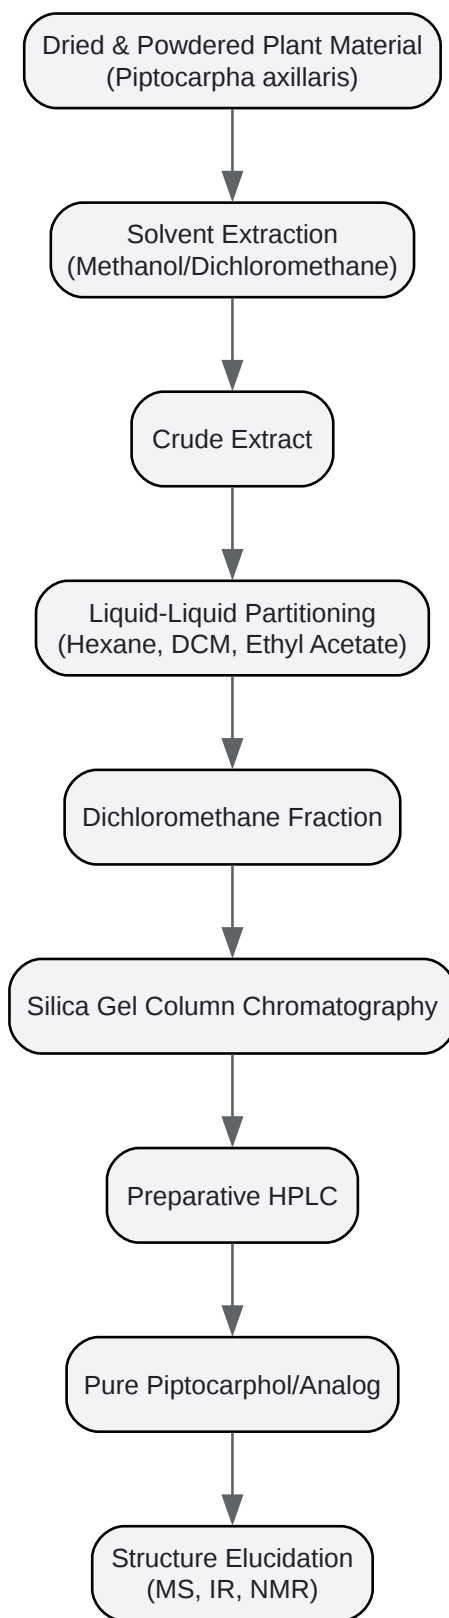 Dried & Powdered Plant Material
(Piptocarpha axillaris)
Solvent Extraction
(Methanol/Dichloromethane)
Crude Extract
Liquid-Liquid Partitioning
(Hexane, DCM, Ethyl Acetate)
Dichloromethane Fraction
Silica Gel Column Chromatography
Preparative HPLC
Pure Piptocarphol/Analog
Structure Elucidation
(MS, IR, NMR)